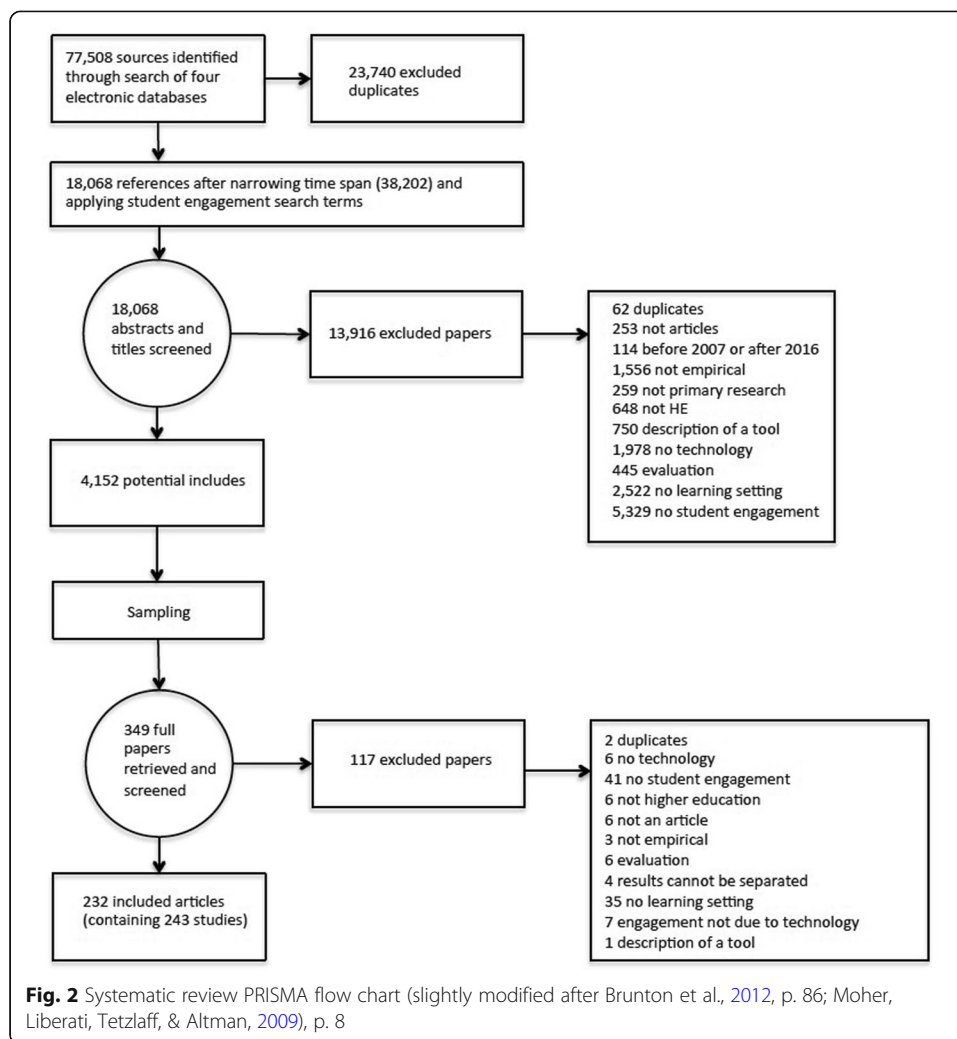 77,508 sources identified
through search of four
electronic databases
23,740 excluded
duplicates
18,068 references after narrowing time span (38,202) and
applying student engagement search terms
18,068
abstracts and
titles screened
13,916 excluded papers
62 duplicates
253 not articles
114 before 2007 or after 2016
1,556 not empirical
259 not primary research
648 not HE
750 description of a tool
1,978 no technology
445 evaluation
2,522 no learning setting
5,329 no student engagement
4,152 potential includes
Sampling
349 full
papers
retrieved and
screened
117 excluded papers
2 duplicates
6 no technology
41 no student engagement
6 not higher education
6 not an article
3 not empirical
6 evaluation
4 results cannot be separated
35 no learning setting
7 engagement not due to technology
1 description of a tool
232 included articles
(containing 243 studies)
Fig. 2 Systematic review PRISMA flow chart (slightly modified after Brunton et al., 2012, p. 86; Moher,
Liberati, Tetzlaff, & Altman, 2009), p. 8